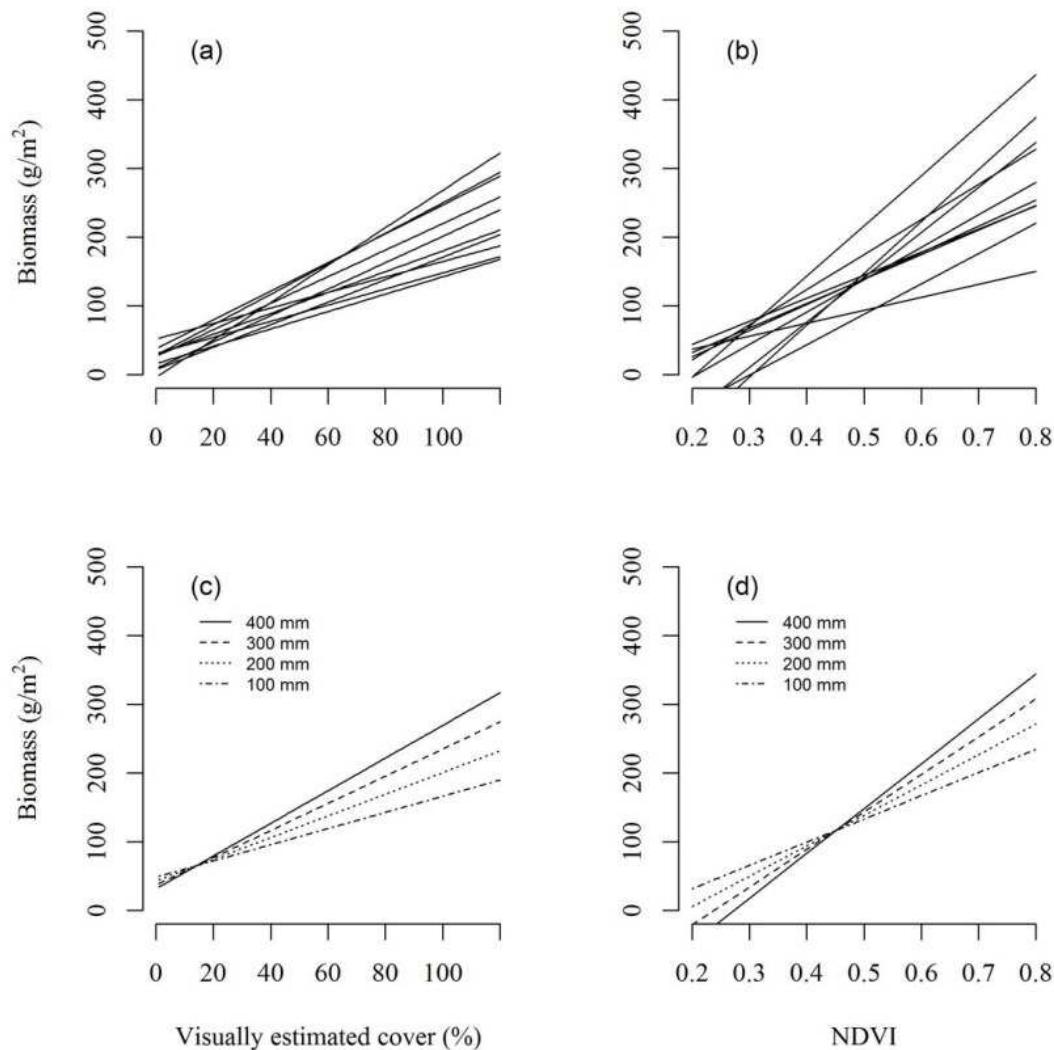 (a)
500
400
300
200
100
0
Biomass (g/m²)
0 20 40 60 80 100
(b)
500
400
300
200
100
0
0.2 0.3 0.4 0.5 0.6 0.7 0.8
(c)
400 mm
300 mm
200 mm
100 mm
500
400
300
200
100
0
Biomass (g/m²)
0 20 40 60 80 100
Visually estimated cover (%)
(d)
400 mm
300 mm
200 mm
100 mm
500
400
300
200
100
0
0.2 0.3 0.4 0.5 0.6 0.7 0.8
NDVI